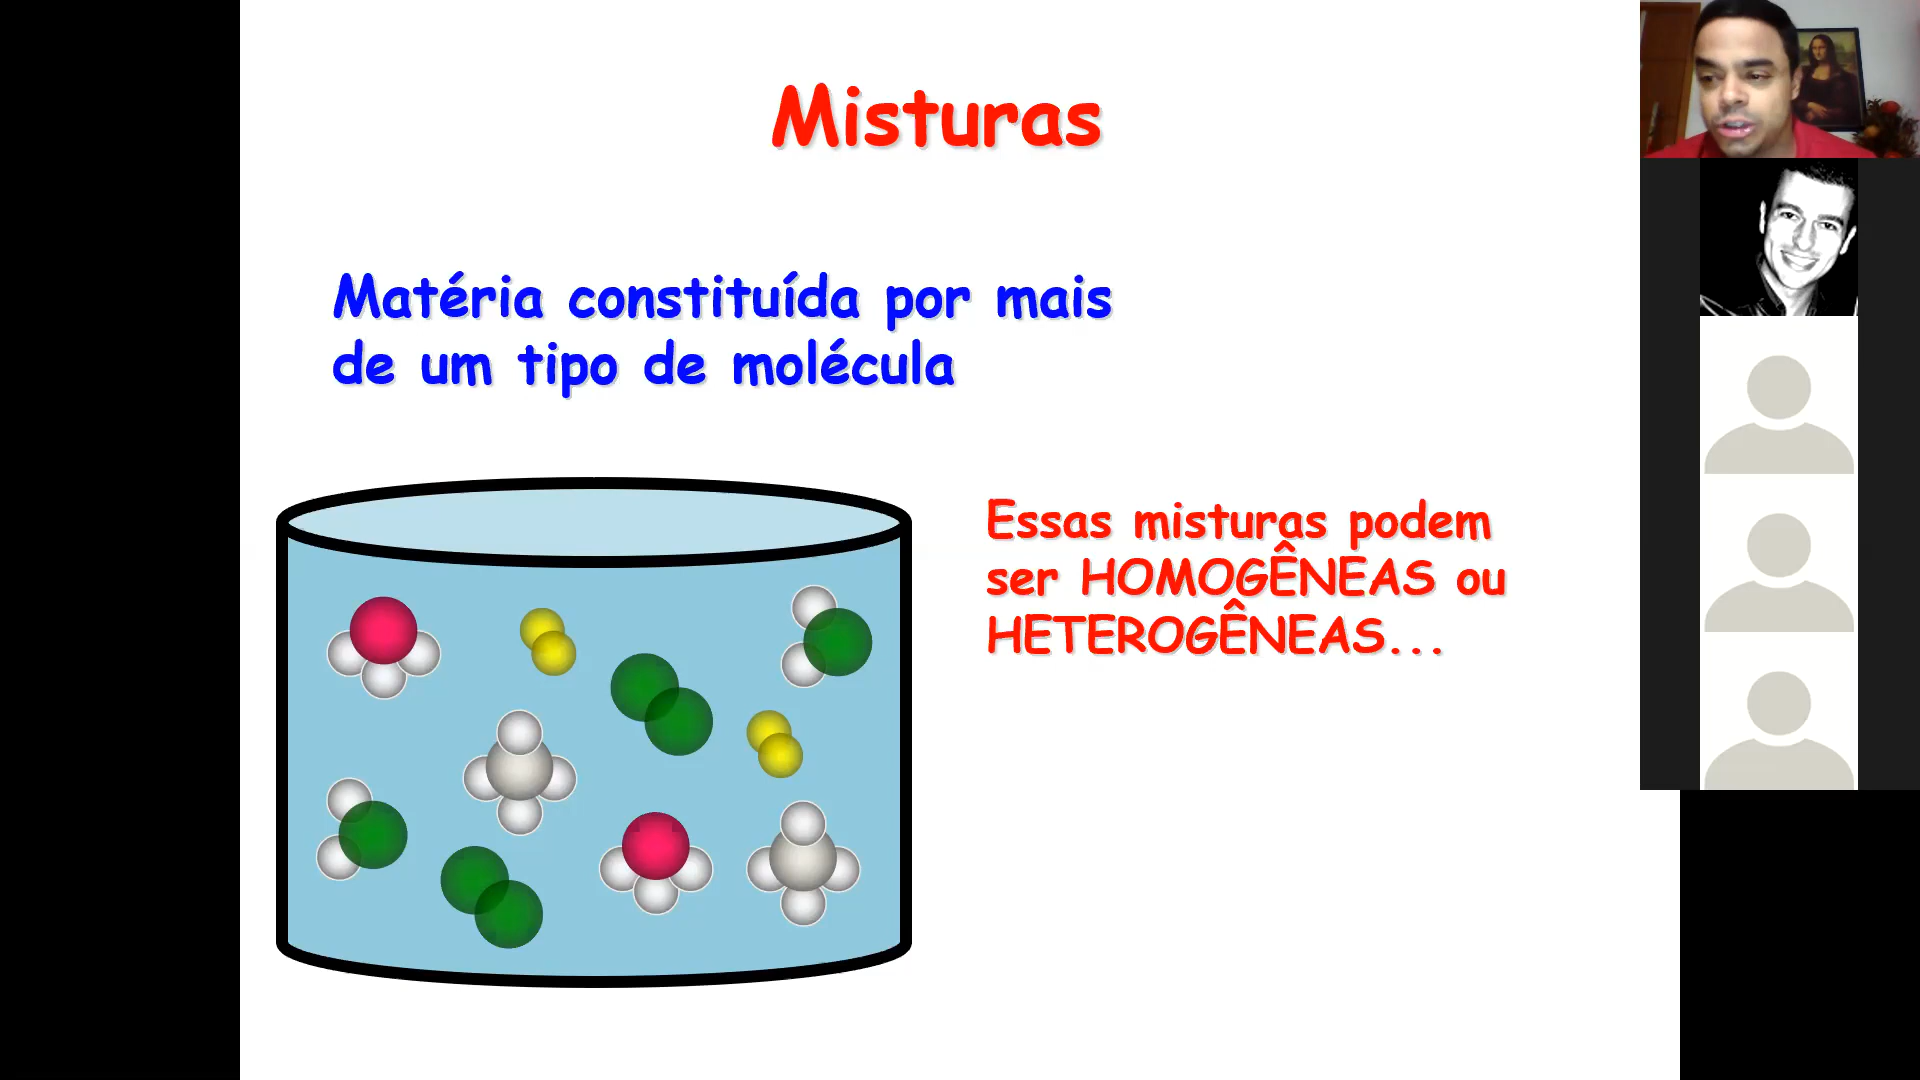 Misturas
Matéria constituída por mais
de um tipo de molécula
Essas misturas podem
ser HOMOGÊNEAS ou
HETEROGÊNEAS...